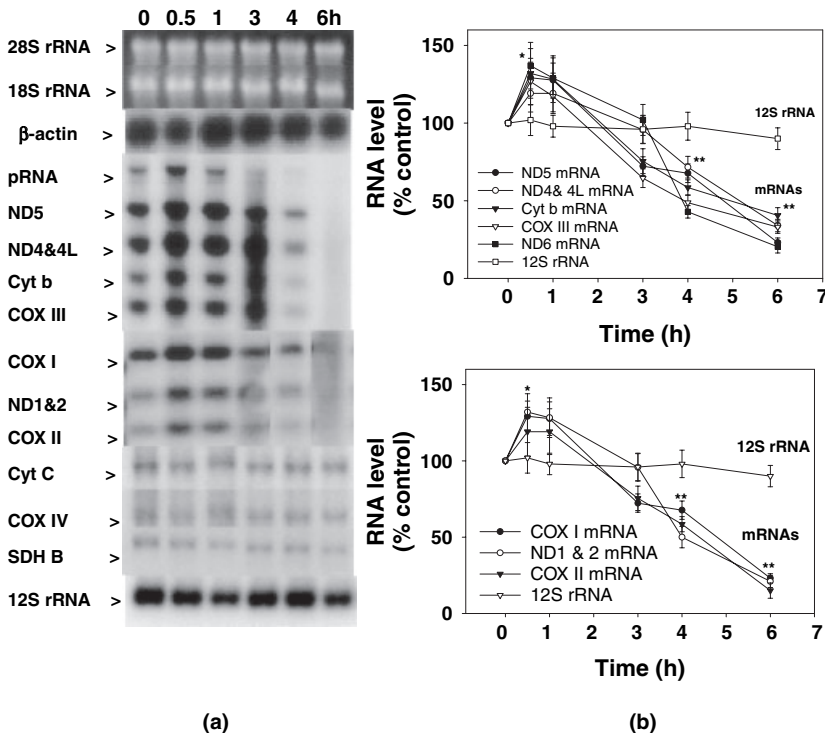 0 0.5 1 3 4 6h
28S rRNA >
18S rRNA >
β-actin >
pRNA >
ND5 >
ND4&4L >
Cyt b >
COX III >
COX I >
ND1&2 >
COX II >
Cyt C >
COX IV >
SDH B >
12S rRNA >
(a)
RNA level
(% control)
150
100
50
0
*
12S rRNA
**
mRNAs
**
ND5 mRNA
ND4& 4L mRNA
Cyt b mRNA
COX III mRNA
ND6 mRNA
12S rRNA
0 1 2 3 4 5 6 7
Time (h)
RNA level
(% control)
150
100
50
0
*
12S rRNA
**
mRNAs
**
COX I mRNA
ND1 & 2 mRNA
COX II mRNA
12S rRNA
0 1 2 3 4 5 6 7
Time (h)
(b)